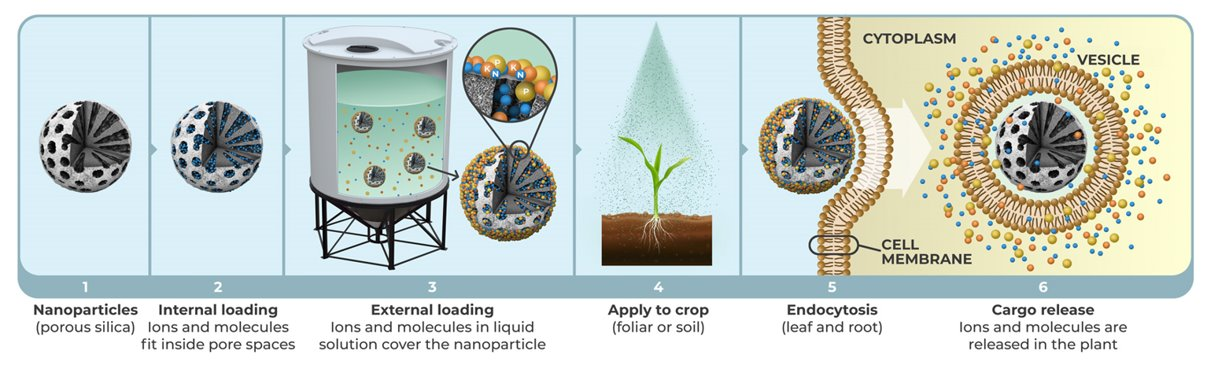 K P K
N N
P
CYTOPLASM
VESICLE
CELL
MEMBRANE
1
Nanoparticles
(porous silica)
2
Internal loading
Ions and molecules
fit inside pore spaces
3
External loading
Ions and molecules in liquid
solution cover the nanoparticle
4
Apply to crop
(foliar or soil)
5
Endocytosis
(leaf and root)
6
Cargo release
Ions and molecules are
released in the plant